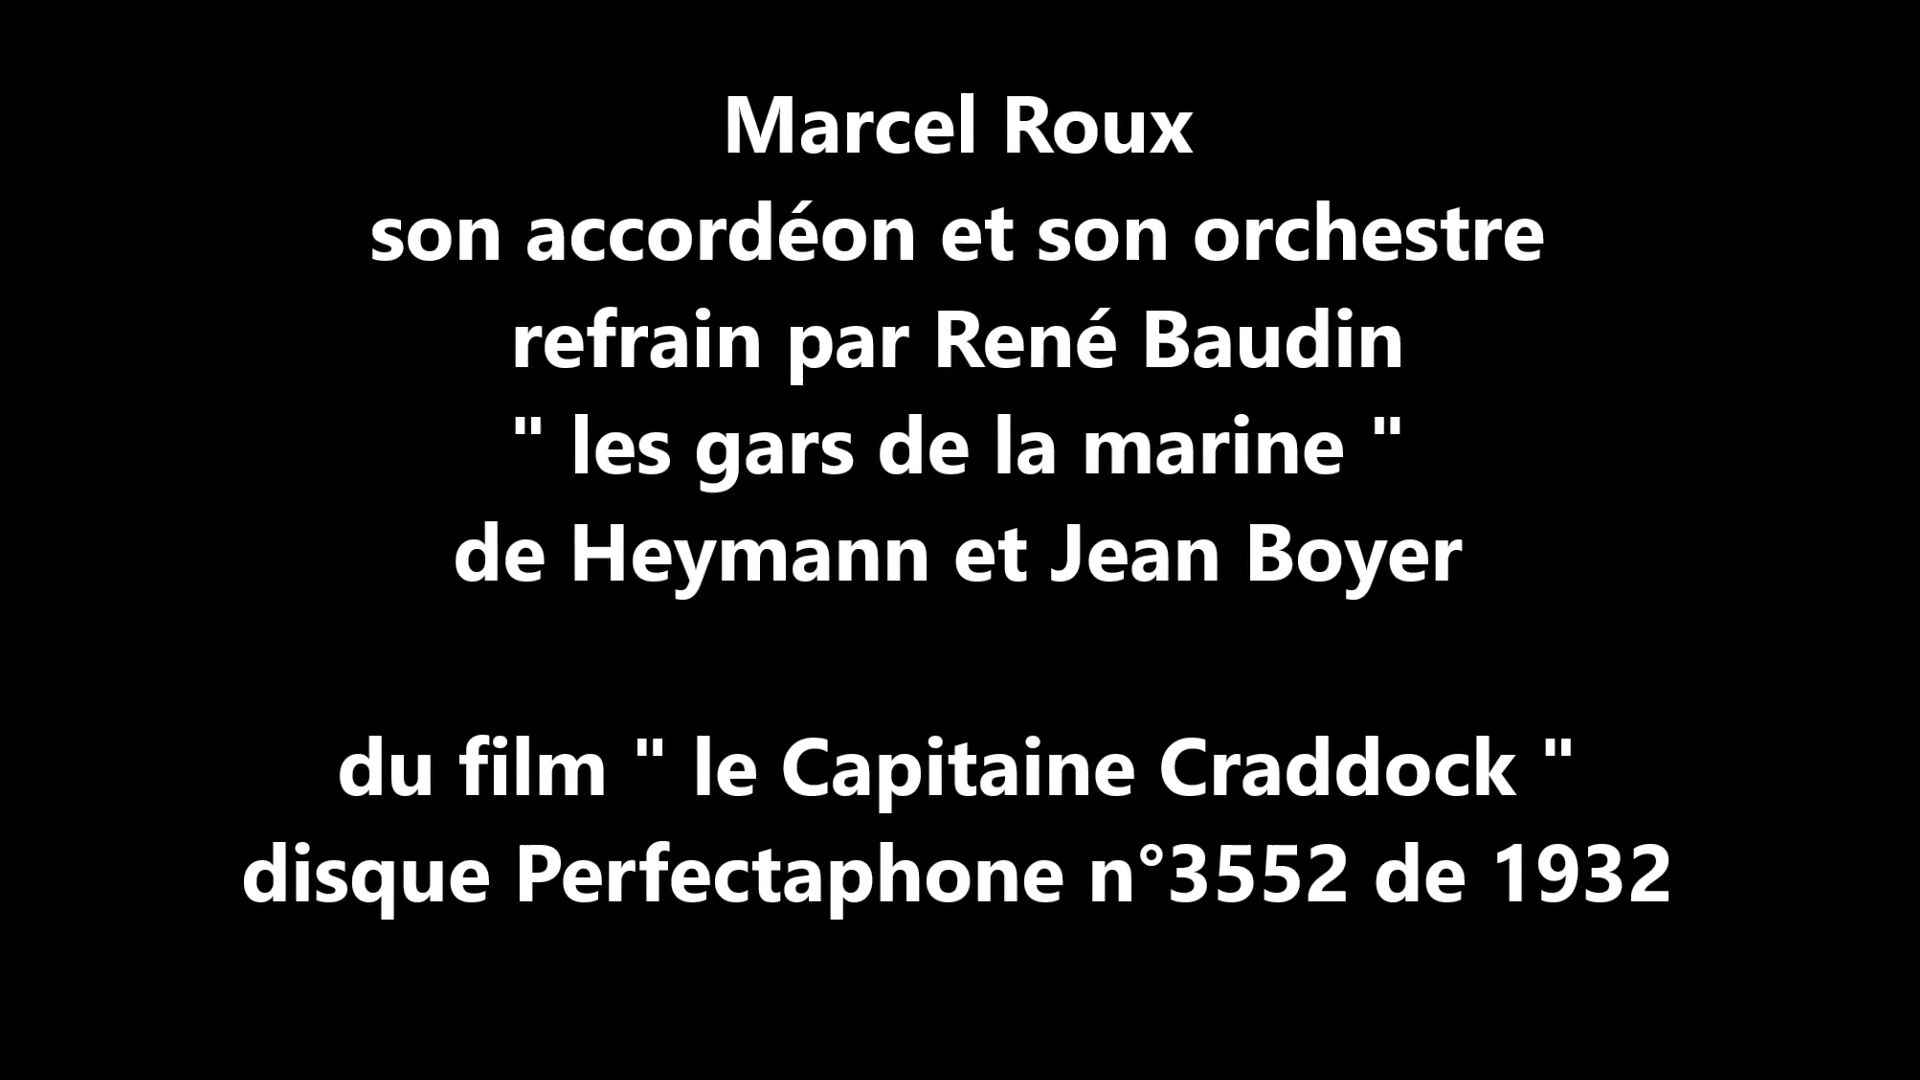 Marcel Roux
son accordéon et son orchestre
refrain par René Baudin
" les gars de la marine "
de Heymann et Jean Boyer
du film " le Capitaine Craddock "
disque Perfectaphone n°3552 de 1932